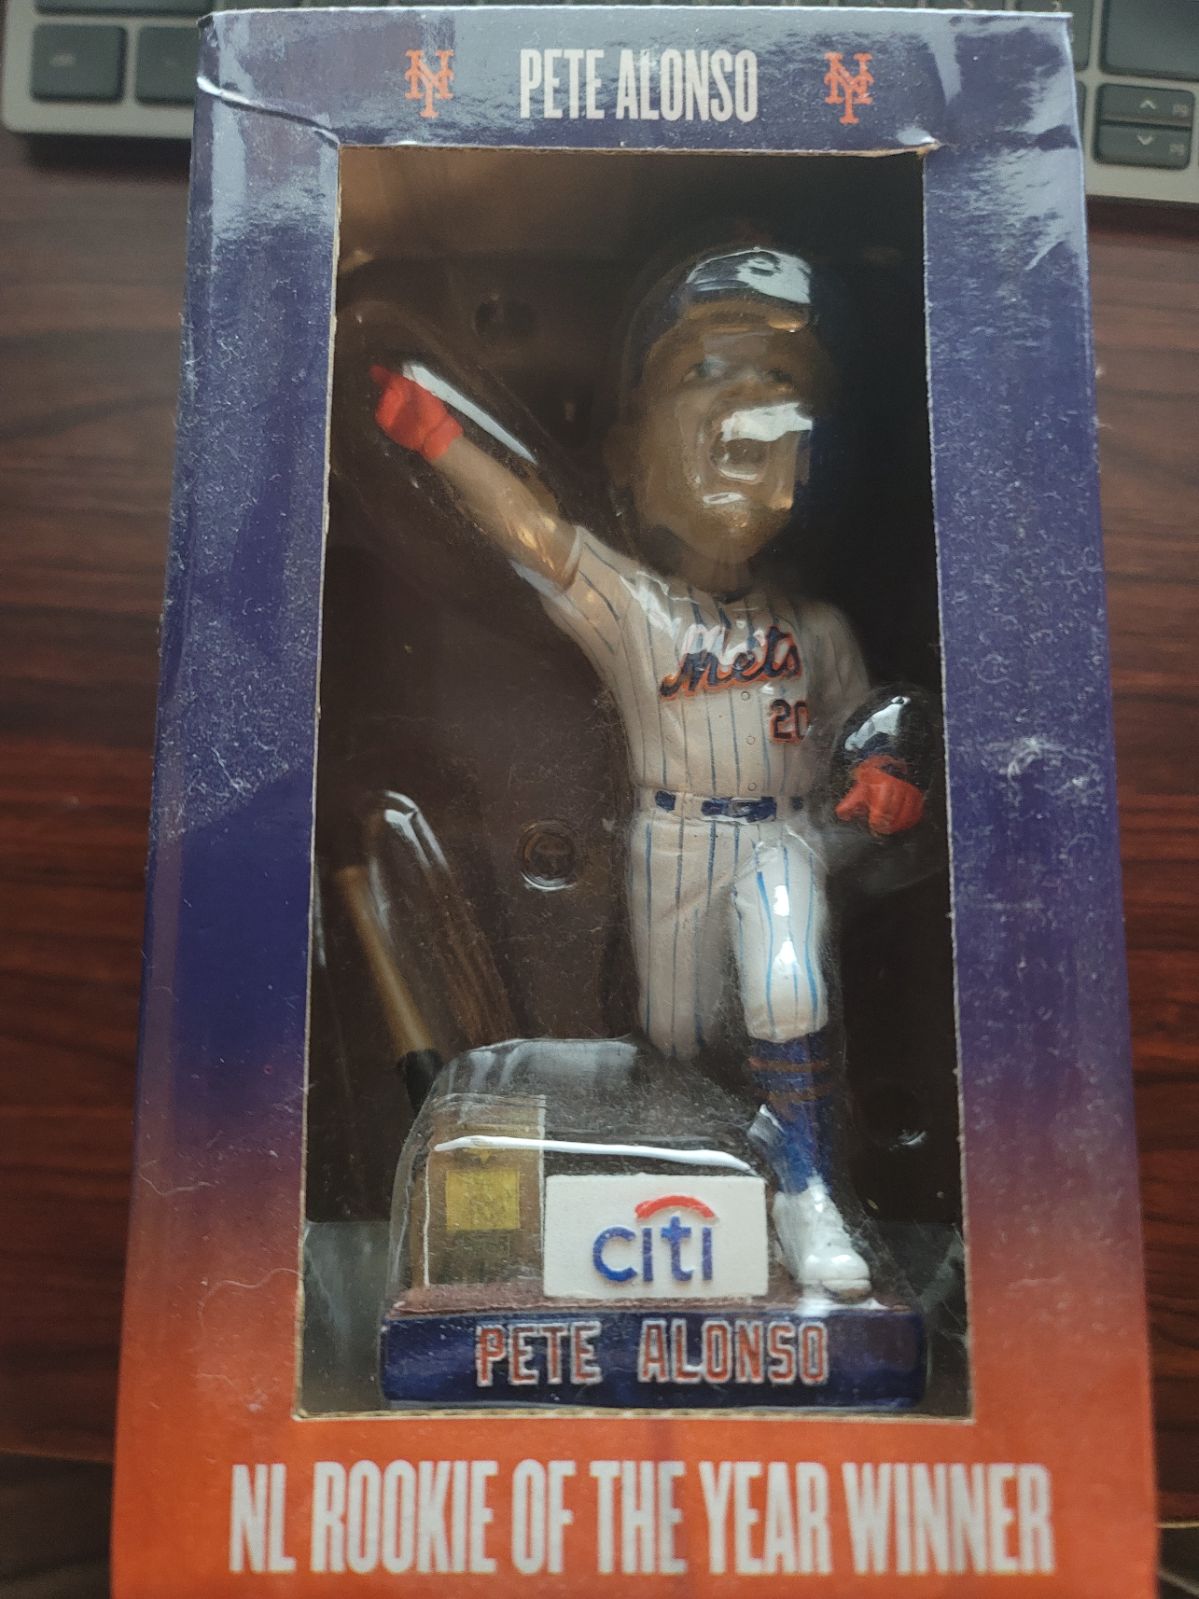 NY PETE ALONSO NY
Mets
20
citi
PETE ALONSO
NL ROOKIE OF THE YEAR WINNER